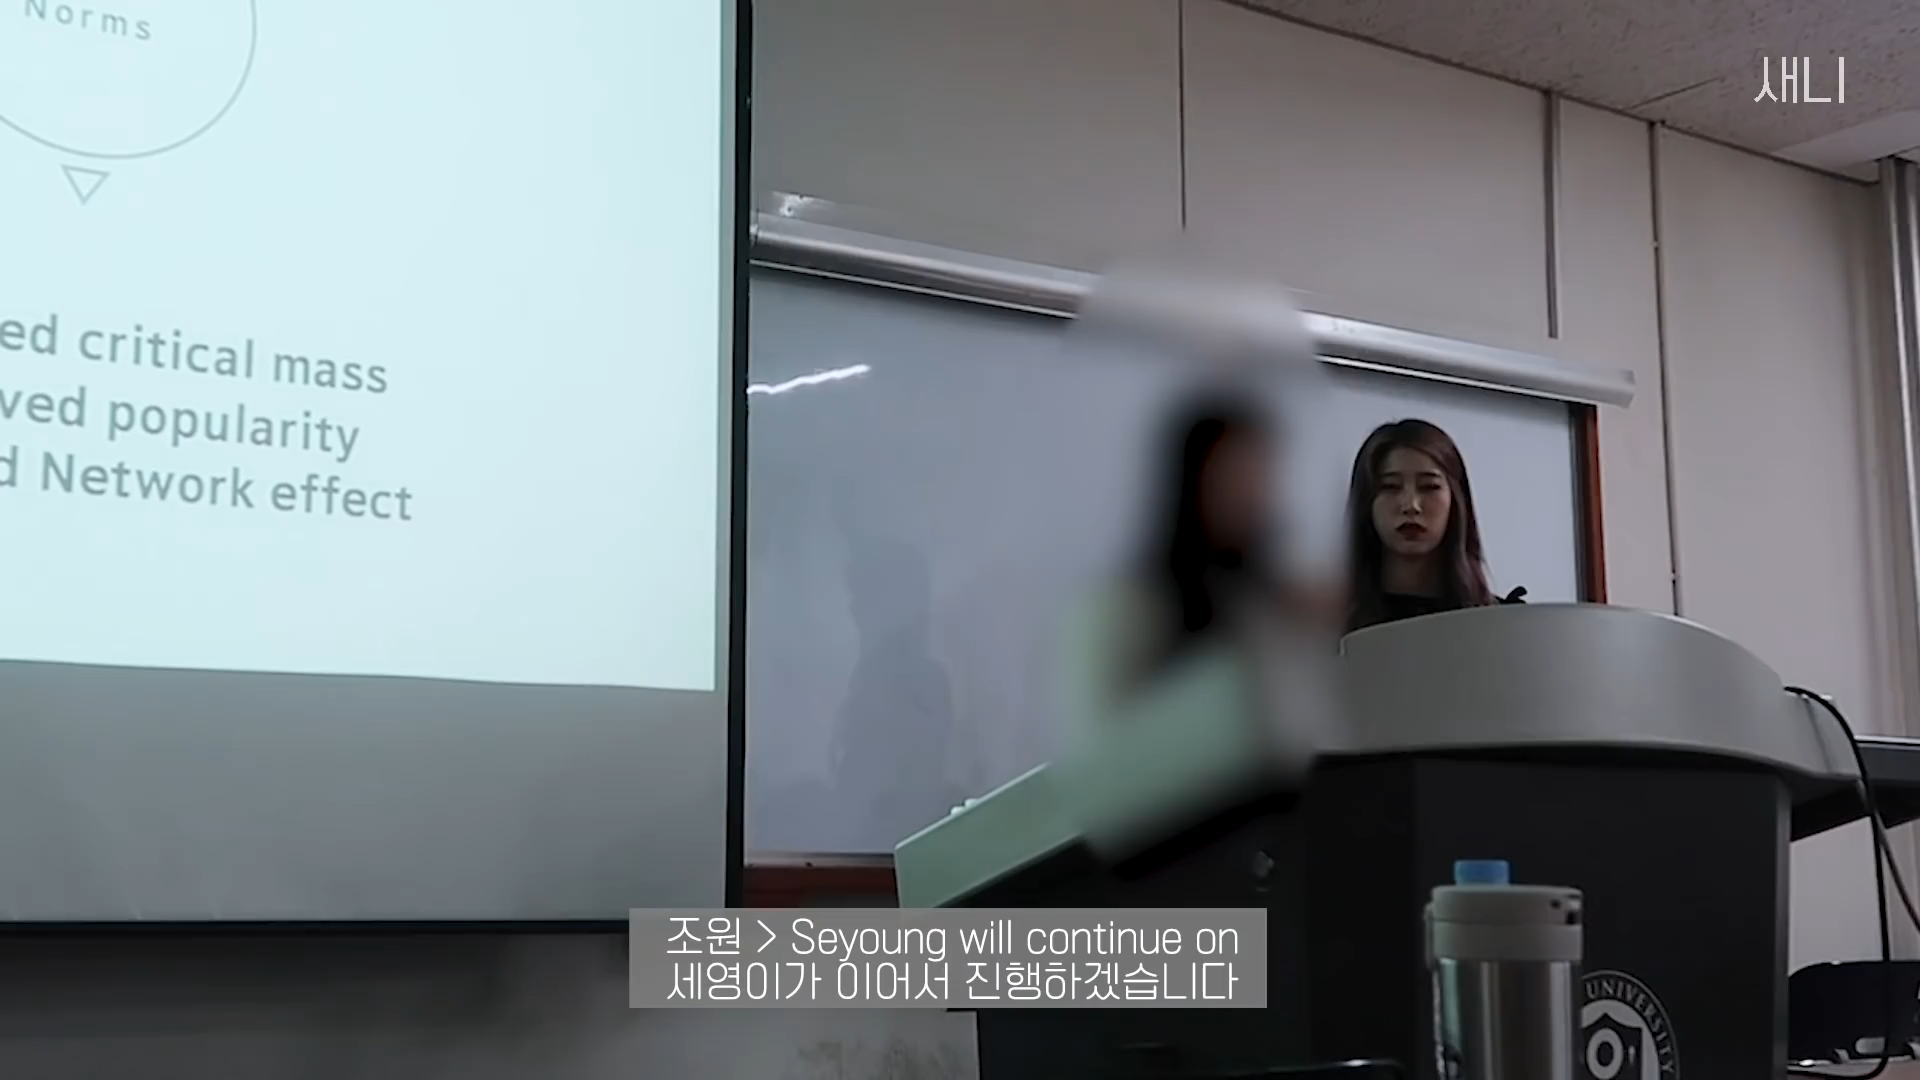 Norms
새니
ed critical mass
ved popularity
d Network effect
조원 > Seyoung will continue on
세영이가 이어서 진행하겠습니다
UNIVERSITY